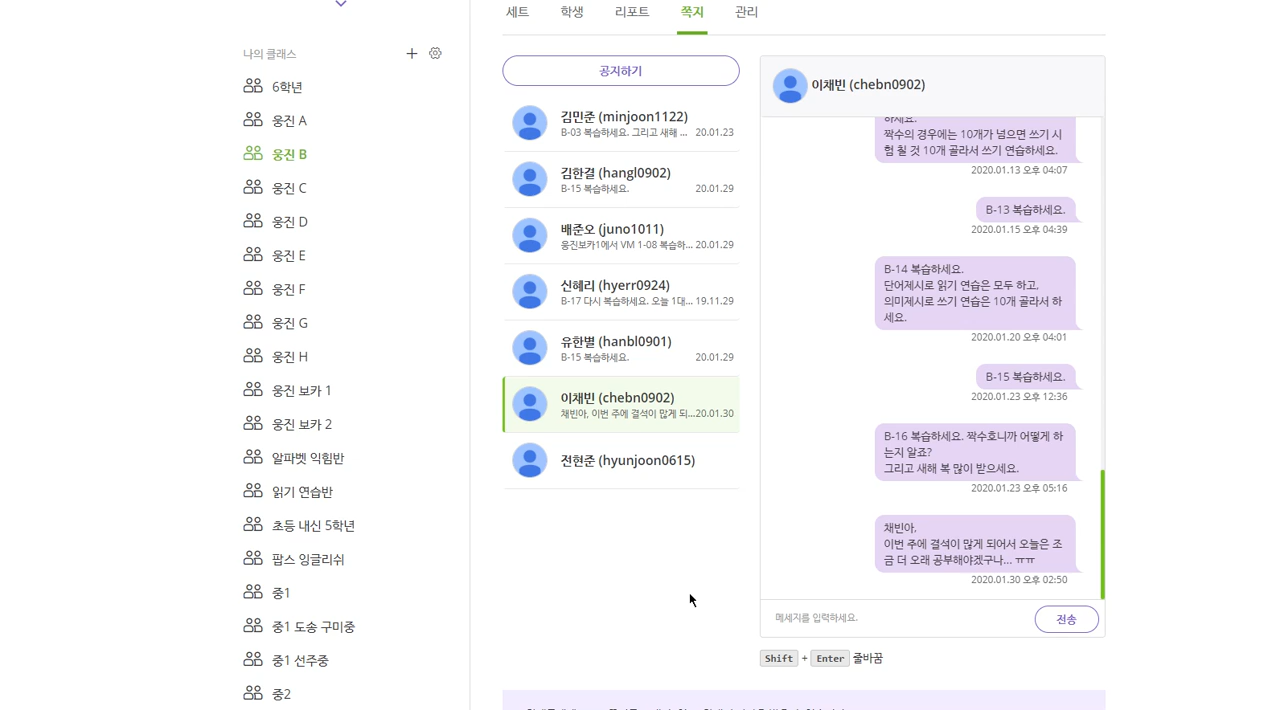 세트 학생 리포트 쪽지 관리
나의 클래스
6학년
웅진 A
웅진 B
웅진 C
웅진 D
웅진 E
웅진 F
웅진 G
웅진 H
웅진 보카 1
웅진 보카 2
알파벳 익힘반
읽기 연습반
초등 내신 5학년
팝스 잉글리쉬
중1
중1 도송 구미중
중1 선주중
중2
공지하기
김민준 (minjoon1122)
B-03 복습하세요. 그리고 새해 ... 20.01.23
김한결 (hangl0902)
B-15 복습하세요. 20.01.29
배준오 (juno1011)
웅진보카1에서 VM 1-08 복습하... 20.01.29
신혜리 (hyerr0924)
B-17 다시 복습하세요. 오늘 1대... 19.11.29
유한별 (hanbl0901)
B-15 복습하세요. 20.01.29
이채빈 (chebn0902)
채빈아, 이번 주에 결석이 많게 되...20.01.30
전현준 (hyunjoon0615)
이채빈 (chebn0902)
하세요.
짝수의 경우에는 10개가 넘으면 쓰기 시
험 칠 것 10개 골라서 쓰기 연습하세요.
2020.01.13 오후 04:07
B-13 복습하세요.
2020.01.15 오후 04:39
B-14 복습하세요.
단어제시로 읽기 연습은 모두 하고,
의미제시로 쓰기 연습은 10개 골라서 하
세요.
2020.01.20 오후 04:01
B-15 복습하세요.
2020.01.23 오후 12:36
B-16 복습하세요. 짝수호니까 어떻게 하
는지 알죠?
그리고 새해 복 많이 받으세요.
2020.01.23 오후 05:16
채빈아,
이번 주에 결석이 많게 되어서 오늘은 조
금 더 오래 공부해야겠구나... ㅠㅠ
2020.01.30 오후 02:50
메세지를 입력하세요.
전송
Shift + Enter 줄바꿈